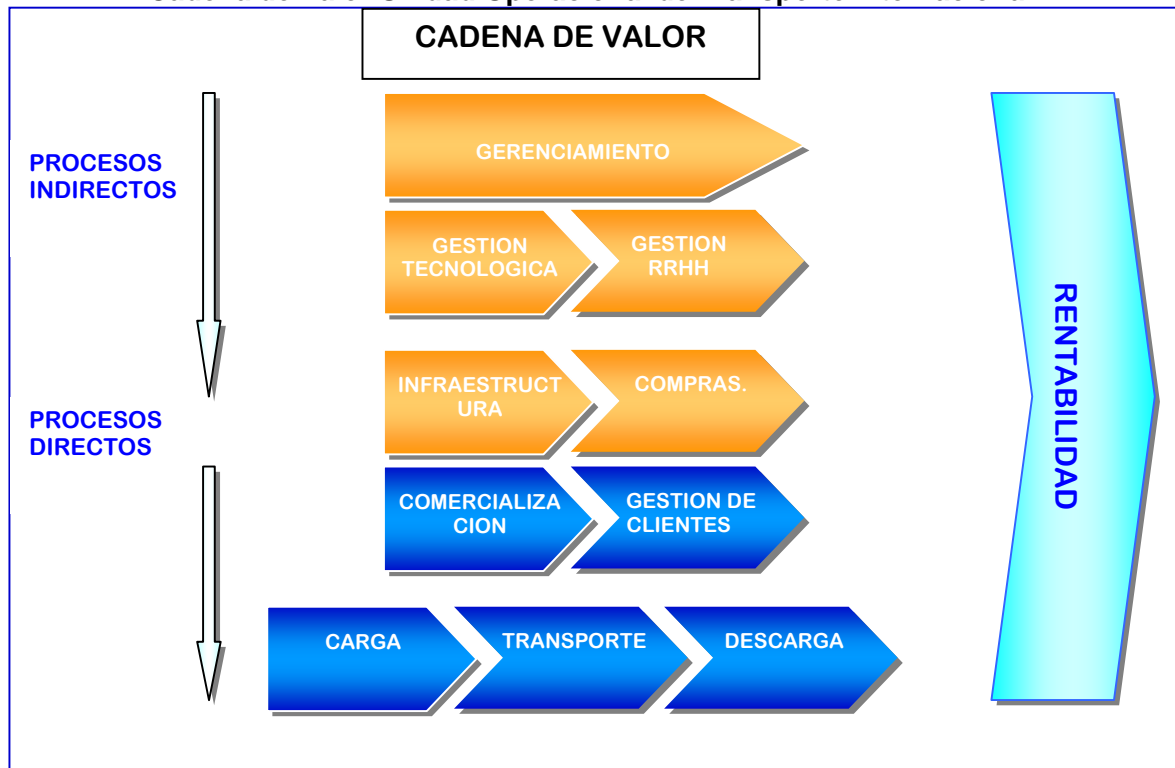 CADENA DE VALOR
PROCESOS
INDIRECTOS
GERENCIAMIENTO
GESTION
TECNOLOGICA
GESTION
RRHH
INFRAESTRUCT
URA
COMPRAS.
PROCESOS
DIRECTOS
COMERCIALIZA
CION
GESTION DE
CLIENTES
CARGA
TRANSPORTE
DESCARGA
RENTABILIDAD